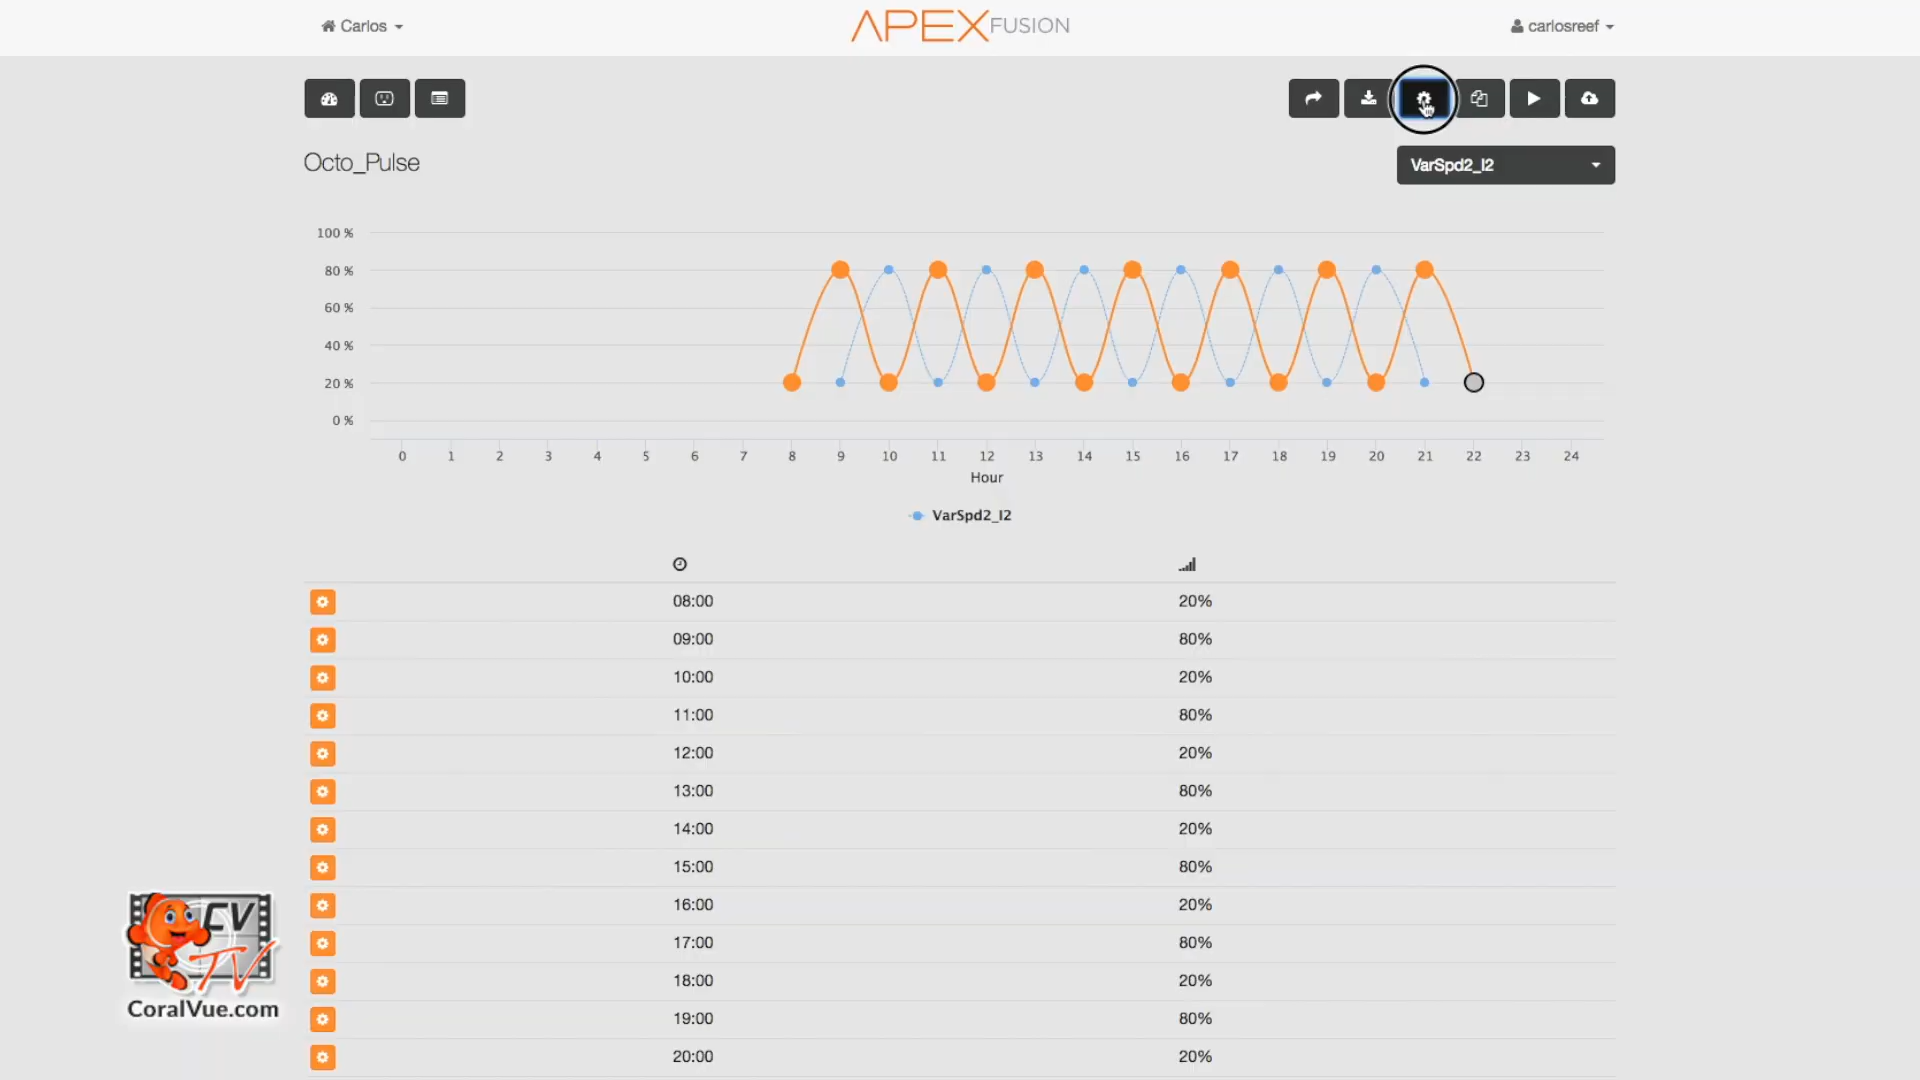 Carlos
APEX FUSION
carlosreef
Octo_Pulse
VarSpd2_I2
100 %
80 %
60 %
40 %
20 %
0 %
0 1 2 3 4 5 6 7 8 9 10 11 12 13 14 15 16 17 18 19 20 21 22 23 24
Hour
VarSpd2_I2
08:00 20%
09:00 80%
10:00 20%
11:00 80%
12:00 20%
13:00 80%
14:00 20%
15:00 80%
16:00 20%
17:00 80%
18:00 20%
19:00 80%
20:00 20%
CV
TV
CoralVue.com